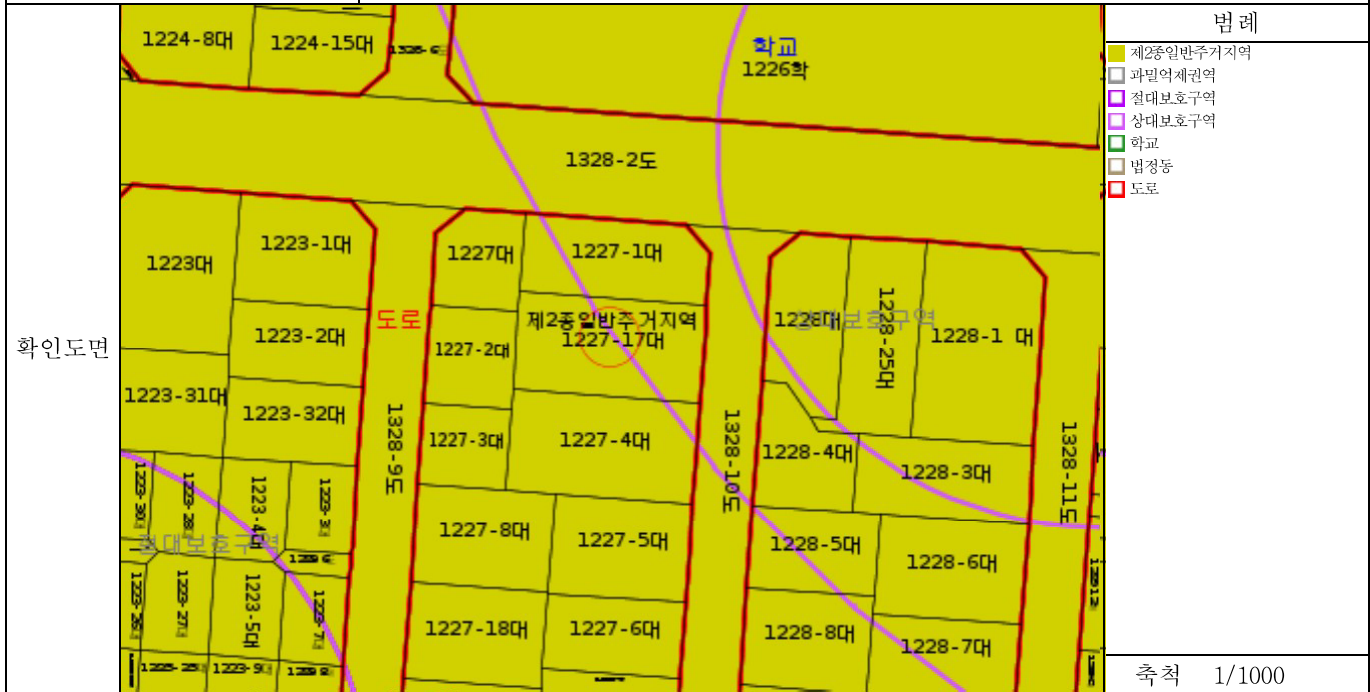 확인도면
1224-8대
1224-15대
학교
1226학
1328-2도
1223대
1223-1대
1227대
1227-1대
1228-25대
1228-1 대
도로
1223-2대
1227-2대
제2종일반주거지역
1227-17대
1228대
상대보호구역
1223-31대
1223-32대
1328-9도
1227-3대
1227-4대
1328-10도
1228-4대
1228-3대
1328-11도
1223-4대
절대보호구역
1227-8대
1227-5대
1228-5대
1228-6대
1223-5대
1227-18대
1227-6대
1228-8대
1228-7대
범례
제2종일반주거지역
과밀억제권역
절대보호구역
상대보호구역
학교
법정동
도로
축척 1/1000